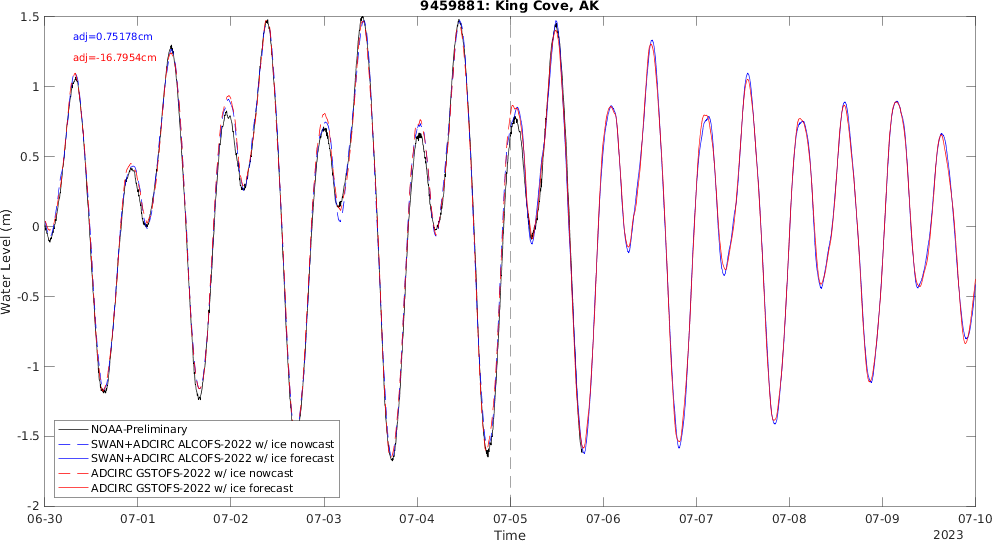 9459881: King Cove, AK
adj=0.75178cm
adj=-16.7954cm
Water Level (m)
1.5
1
0.5
0
-0.5
-1
-1.5
-2
NOAA-Preliminary
SWAN+ADCIRC ALCOFS-2022 w/ ice nowcast
SWAN+ADCIRC ALCOFS-2022 w/ ice forecast
ADCIRC GSTOFS-2022 w/ ice nowcast
ADCIRC GSTOFS-2022 w/ ice forecast
06-30 07-01 07-02 07-03 07-04 07-05 07-06 07-07 07-08 07-09 07-10
Time
2023